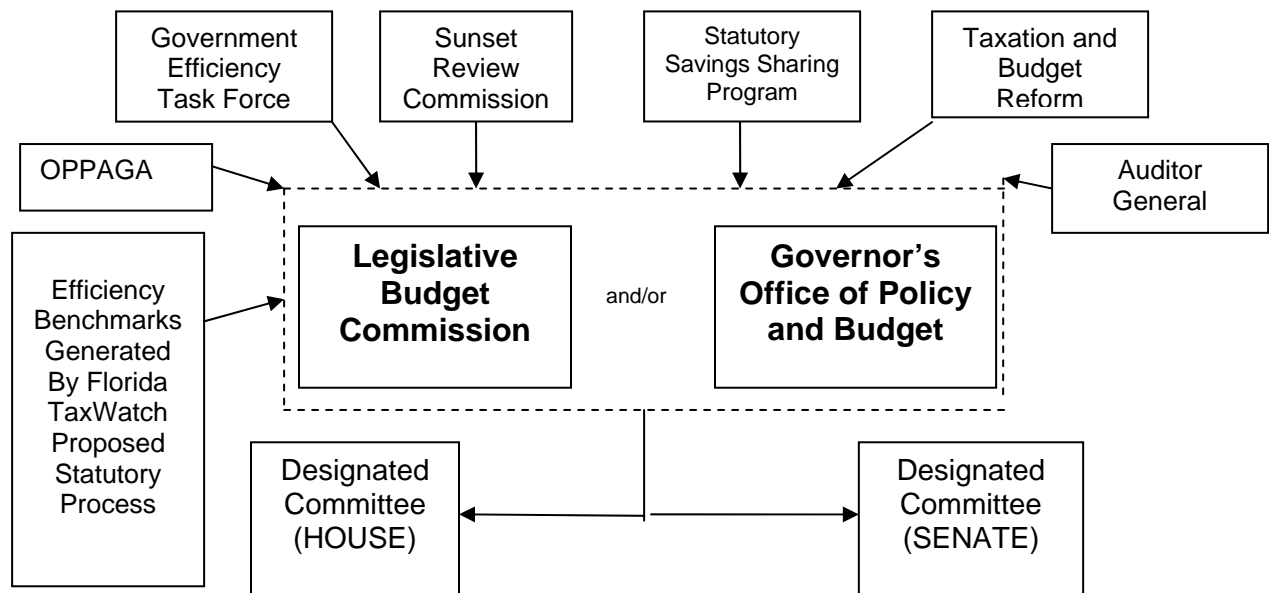 Government
Efficiency
Task Force
Sunset
Review
Commission
Statutory
Savings Sharing
Program
Taxation and
Budget
Reform
OPPAGA
Auditor
General
Efficiency
Benchmarks
Generated
By Florida
TaxWatch
Proposed
Statutory
Process
Legislative
Budget
Commission
and/or
Governor’s
Office of Policy
and Budget
Designated
Committee
(HOUSE)
Designated
Committee
(SENATE)